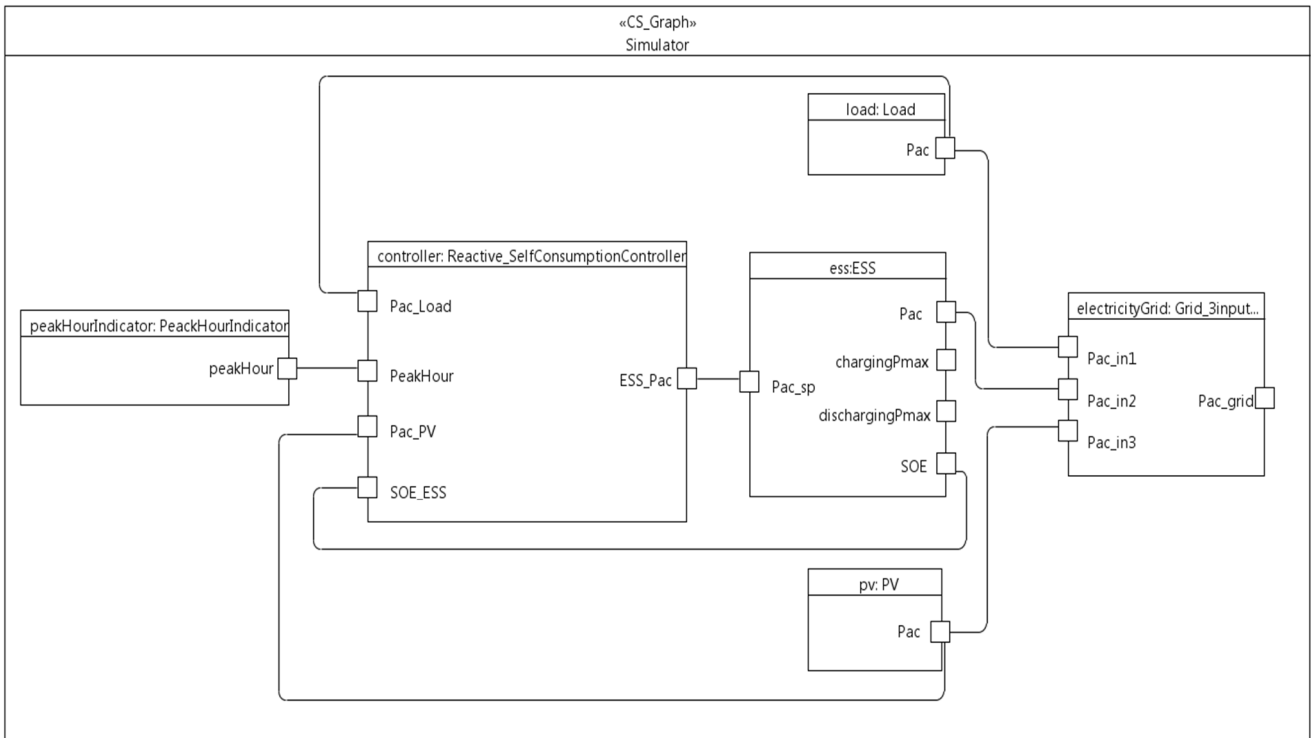 «CS_Graph»
Simulator
load: Load
Pac
controller: Reactive_SelfConsumptionController
Pac_Load
PeakHour
Pac_PV
SOE_ESS
ESS_Pac
peakHourIndicator: PeackHourIndicator
peakHour
ess:ESS
Pac
chargingPmax
Pac_sp
dischargingPmax
SOE
electricityGrid: Grid_3input...
Pac_in1
Pac_in2
Pac_grid
Pac_in3
pv: PV
Pac